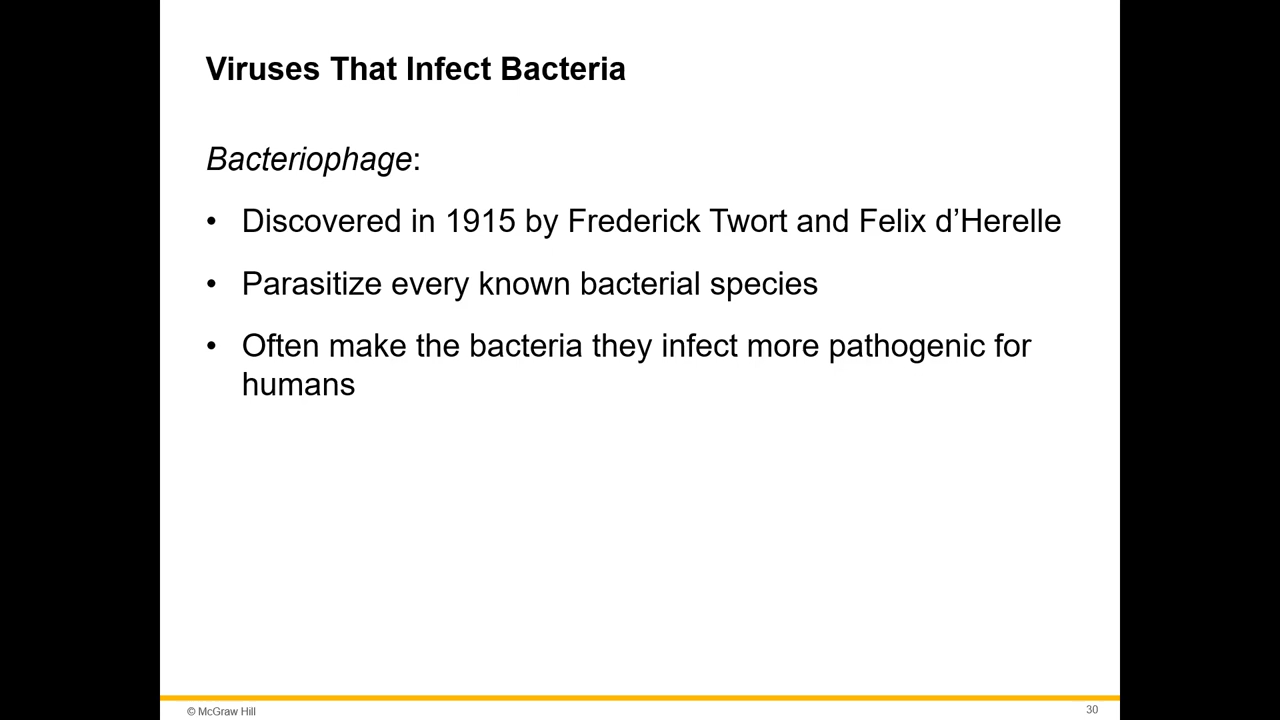 Viruses That Infect Bacteria
Bacteriophage:
• Discovered in 1915 by Frederick Twort and Felix d’Herelle
• Parasitize every known bacterial species
• Often make the bacteria they infect more pathogenic for
humans
© McGraw Hill
30